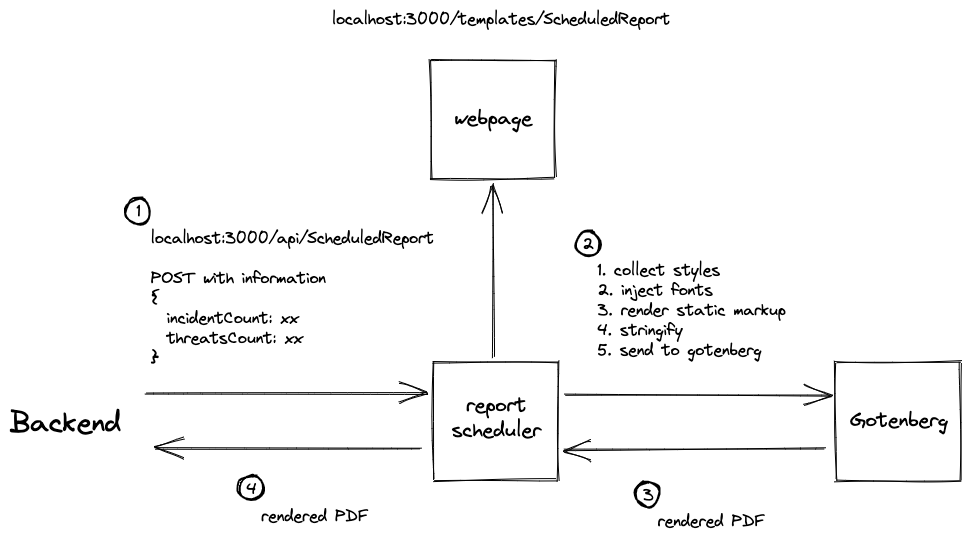 localhost:3000/templates/ScheduledReport
webpage
1
localhost:3000/api/ScheduledReport
POST with information
{
incidentCount: xx
threatsCount: xx
}
2
1. collect styles
2. inject fonts
3. render static markup
4. stringify
5. send to gotenberg
Backend
report
scheduler
Gotenberg
4
rendered PDF
3
rendered PDF